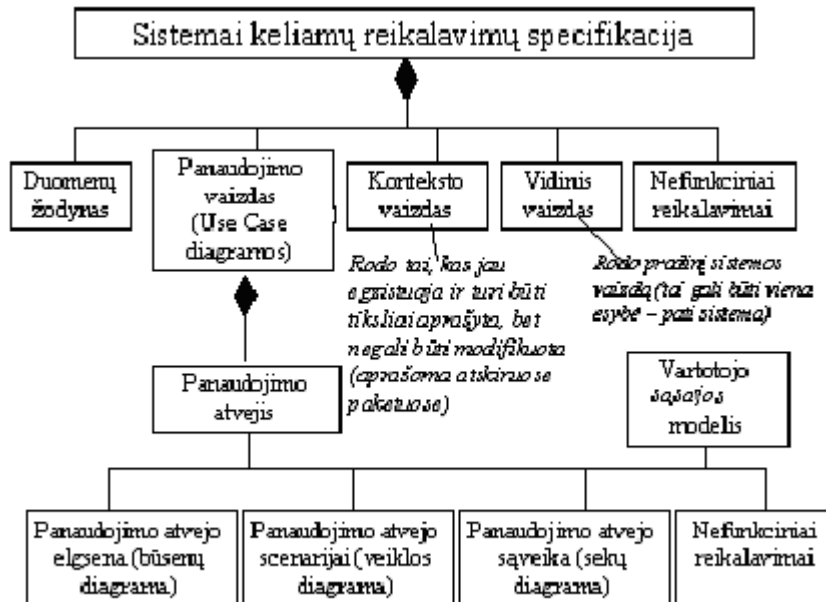 Sistemai keliamų reikalavimų specifikacija
Duomenų
žodynas
Panaudojimo
vaizdas
(Use Case
diagramos)
Konteksto
vaizdas
Vidinis
vaizdas
Nefunkciniai
reikalavimai
Rodo tai, kas jau
egzistuoja ir turi būti
tiksliai aprašyta, bet
negali būti modifikuota
(aprašoma atskiruose
paketuose)
Rodo pradinį sistemos
vaizdą (tai gali būti viena
esybė – pati sistema)
Panaudojimo
atvejis
Vartotojo
sąsajos
modelis
Panaudojimo atvejo
elgsena (būsenų
diagrama)
Panaudojimo atvejo
scenarijai (veiklos
diagrama)
Panaudojimo atvejo
sąveika (sekų
diagrama)
Nefunkciniai
reikalavimai